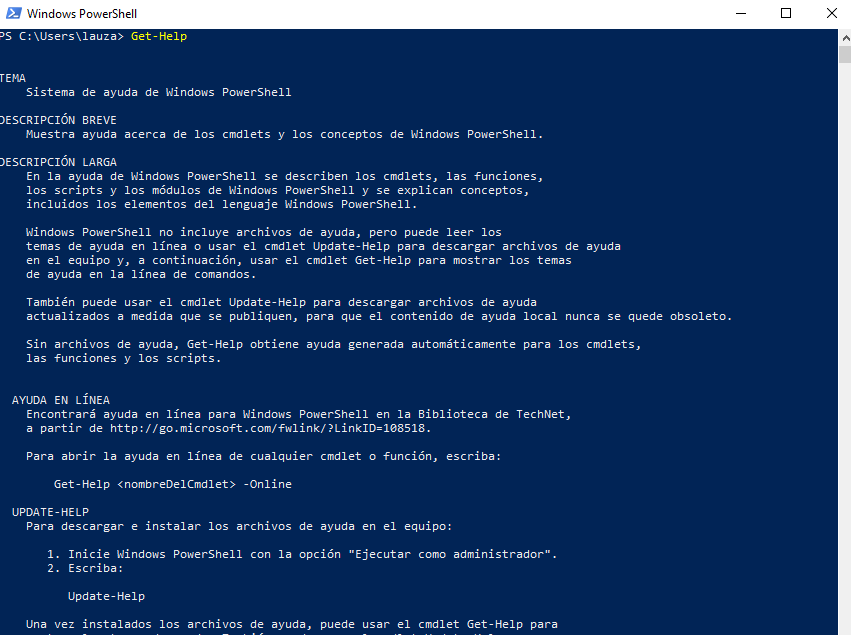 Windows PowerShell
PS C:\Users\lauza> Get-Help
TEMA
Sistema de ayuda de Windows PowerShell
DESCRIPCIÓN BREVE
Muestra ayuda acerca de los cmdlets y los conceptos de Windows PowerShell.
DESCRIPCIÓN LARGA
En la ayuda de Windows PowerShell se describen los cmdlets, las funciones,
los scripts y los módulos de Windows PowerShell y se explican conceptos,
incluidos los elementos del lenguaje Windows PowerShell.
Windows PowerShell no incluye archivos de ayuda, pero puede leer los
temas de ayuda en línea o usar el cmdlet Update-Help para descargar archivos de ayuda
en el equipo y, a continuación, usar el cmdlet Get-Help para mostrar los temas
de ayuda en la línea de comandos.
También puede usar el cmdlet Update-Help para descargar archivos de ayuda
actualizados a medida que se publiquen, para que el contenido de ayuda local nunca se quede obsoleto.
Sin archivos de ayuda, Get-Help obtiene ayuda generada automáticamente para los cmdlets,
las funciones y los scripts.
AYUDA EN LÍNEA
Encontrará ayuda en línea para Windows PowerShell en la Biblioteca de TechNet,
a partir de http://go.microsoft.com/fwlink/?LinkID=108518.
Para abrir la ayuda en línea de cualquier cmdlet o función, escriba:
Get-Help <nombreDelCmdlet> -Online
UPDATE-HELP
Para descargar e instalar los archivos de ayuda en el equipo:
1. Inicie Windows PowerShell con la opción "Ejecutar como administrador".
2. Escriba:
Update-Help
Una vez instalados los archivos de ayuda, puede usar el cmdlet Get-Help para